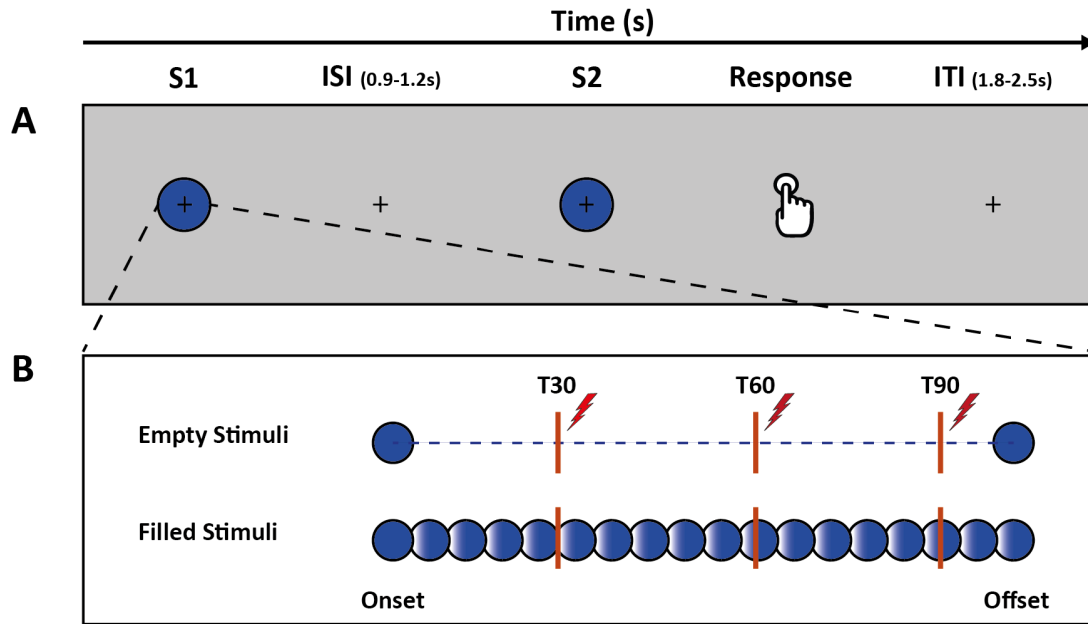 Time (s)
S1 ISI (0.9-1.2s) S2 Response ITI (1.8-2.5s)
A
B
T30 T60 T90
Empty Stimuli
Filled Stimuli
Onset Offset